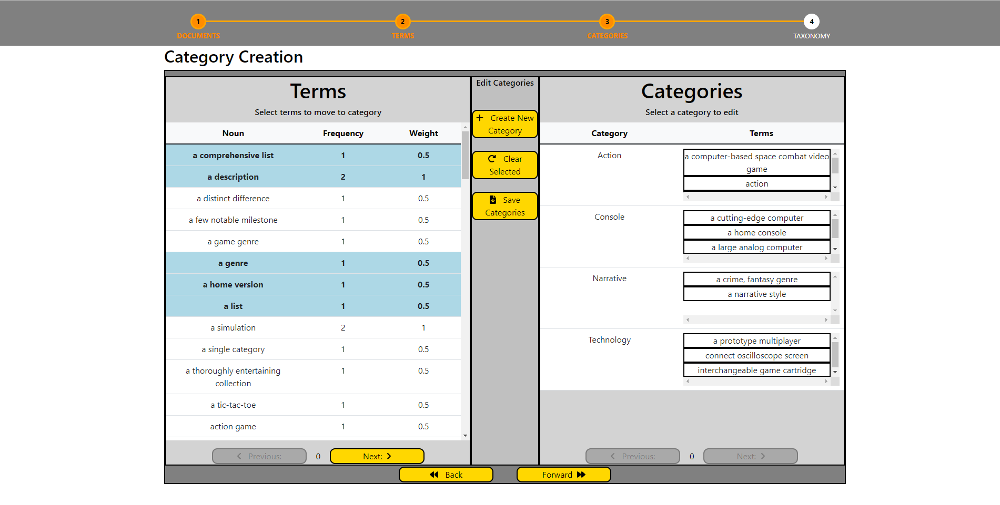 1 2 3 4
DOCUMENTS TERMS CATEGORIES TAXONOMY
Category Creation
Terms
Select terms to move to category
Noun Frequency Weight
a comprehensive list 1 0.5
a description 2 1
a distinct difference 1 0.5
a few notable milestone 1 0.5
a game genre 1 0.5
a genre 1 0.5
a home version 1 0.5
a list 1 0.5
a simulation 2 1
a single category 1 0.5
a thoroughly entertaining 1 0.5
collection
a tic-tac-toe 1 0.5
action game 1 0.5
Previous: 0 Next:
Edit Categories
Create New
Category
Clear
Selected
Save
Categories
Categories
Select a category to edit
Category Terms
Action a computer-based space combat video
game
action
Console a cutting-edge computer
a home console
a large analog computer
Narrative a crime, fantasy genre
a narrative style
Technology a prototype multiplayer
connect oscilloscope screen
interchangeable game cartridge
Previous: 0 Next:
Back Forward